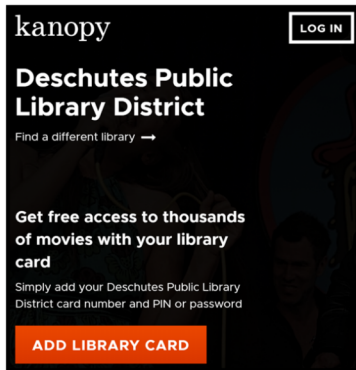 kanopy
LOG IN
Deschutes Public
Library District
Find a different library →
Get free access to thousands
of movies with your library
card
Simply add your Deschutes Public Library
District card number and PIN or password
ADD LIBRARY CARD